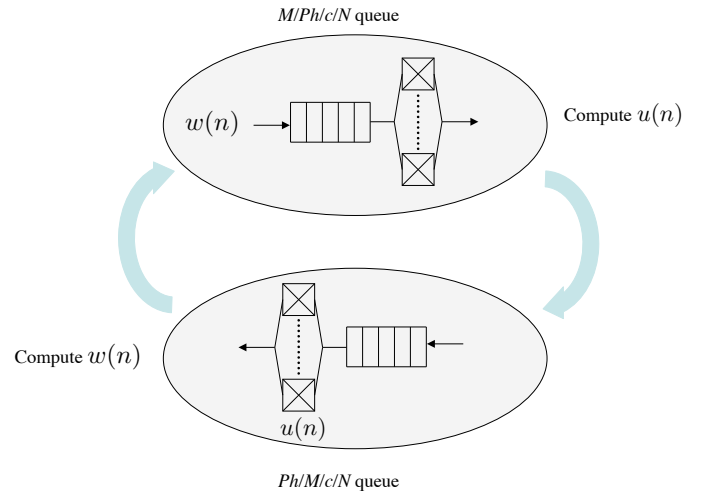 M/Ph/c/N queue
w(n)
Compute u(n)
Compute w(n)
u(n)
Ph/M/c/N queue